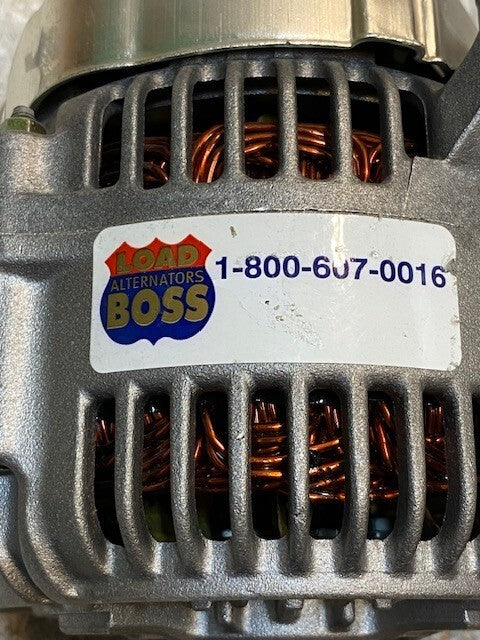 LOAD
ALTERNATORS
BOSS
1-800-607-0016